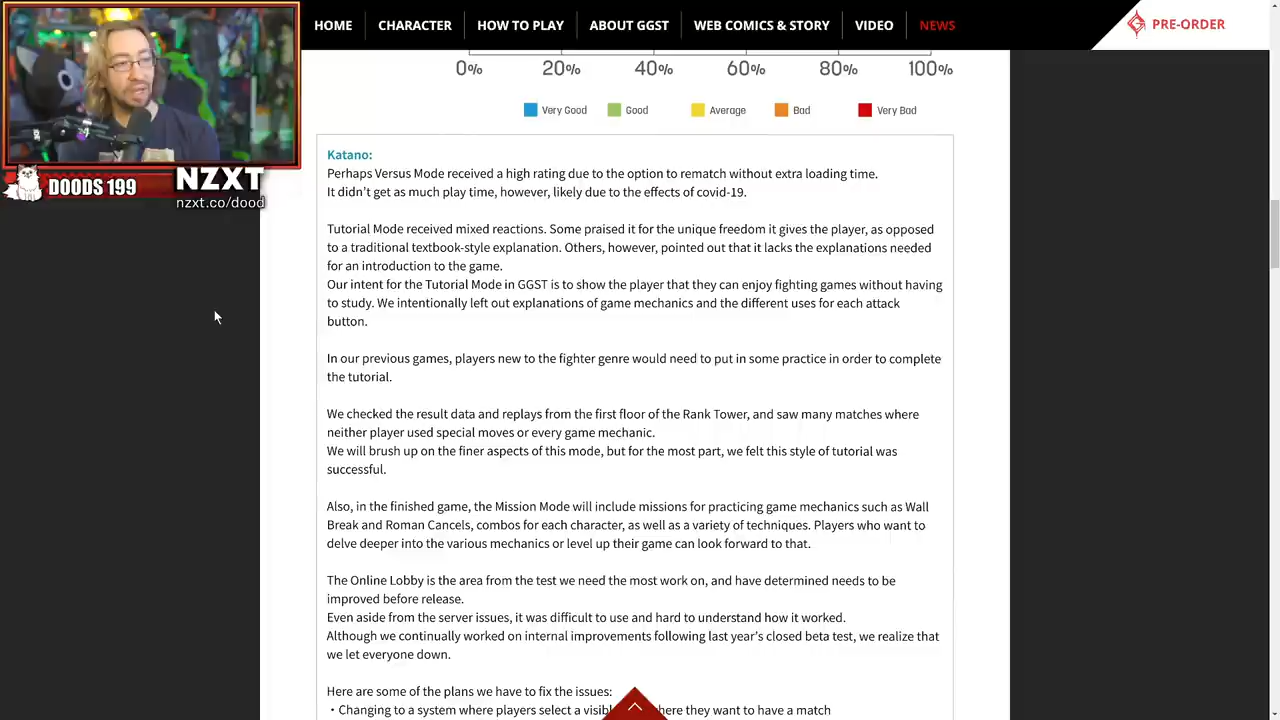 HOME
CHARACTER
HOW TO PLAY
ABOUT GGST
WEB COMICS & STORY
VIDEO
NEWS
PRE-ORDER
DOODS 199
NZXT
nzxt.co/dood
0%
20%
40%
60%
80%
100%
Very Good
Good
Average
Bad
Very Bad
Katano:
Perhaps Versus Mode received a high rating due to the option to rematch without extra loading time.
It didn't get as much play time, however, likely due to the effects of covid-19.
Tutorial Mode received mixed reactions. Some praised it for the unique freedom it gives the player, as opposed
to a traditional textbook-style explanation. Others, however, pointed out that it lacks the explanations needed
for an introduction to the game.
Our intent for the Tutorial Mode in GGST is to show the player that they can enjoy fighting games without having
to study. We intentionally left out explanations of game mechanics and the different uses for each attack
button.
In our previous games, players new to the fighter genre would need to put in some practice in order to complete
the tutorial.
We checked the result data and replays from the first floor of the Rank Tower, and saw many matches where
neither player used special moves or every game mechanic.
We will brush up on the finer aspects of this mode, but for the most part, we felt this style of tutorial was
successful.
Also, in the finished game, the Mission Mode will include missions for practicing game mechanics such as Wall
Break and Roman Cancels, combos for each character, as well as a variety of techniques. Players who want to
delve deeper into the various mechanics or level up their game can look forward to that.
The Online Lobby is the area from the test we need the most work on, and have determined needs to be
improved before release.
Even aside from the server issues, it was difficult to use and hard to understand how it worked.
Although we continually worked on internal improvements following last year's closed beta test, we realize that
we let everyone down.
Here are some of the plans we have to fix the issues:
・Changing to a system where players select a visibl here they want to have a match